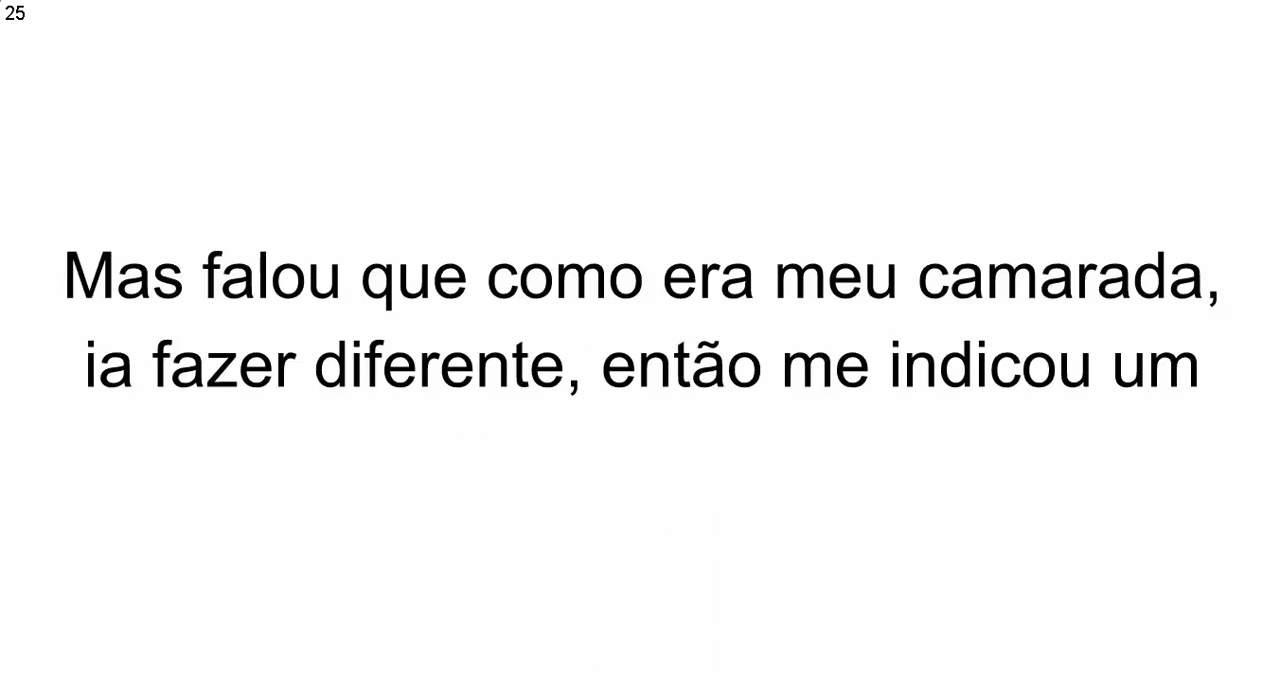 25
Mas falou que como era meu camarada,
ia fazer diferente, então me indicou um